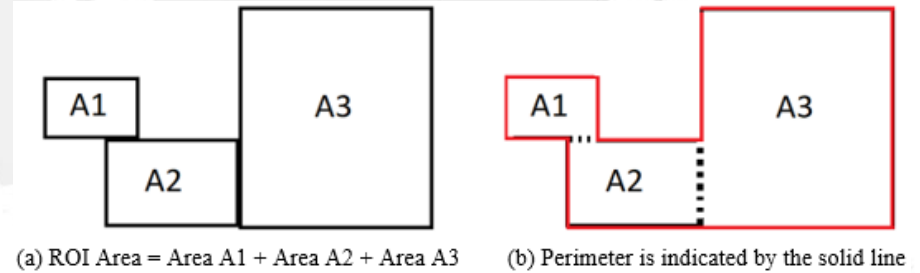 A1
A2
A3
A1
A2
A3
(a) ROI Area = Area A1 + Area A2 + Area A3
(b) Perimeter is indicated by the solid line